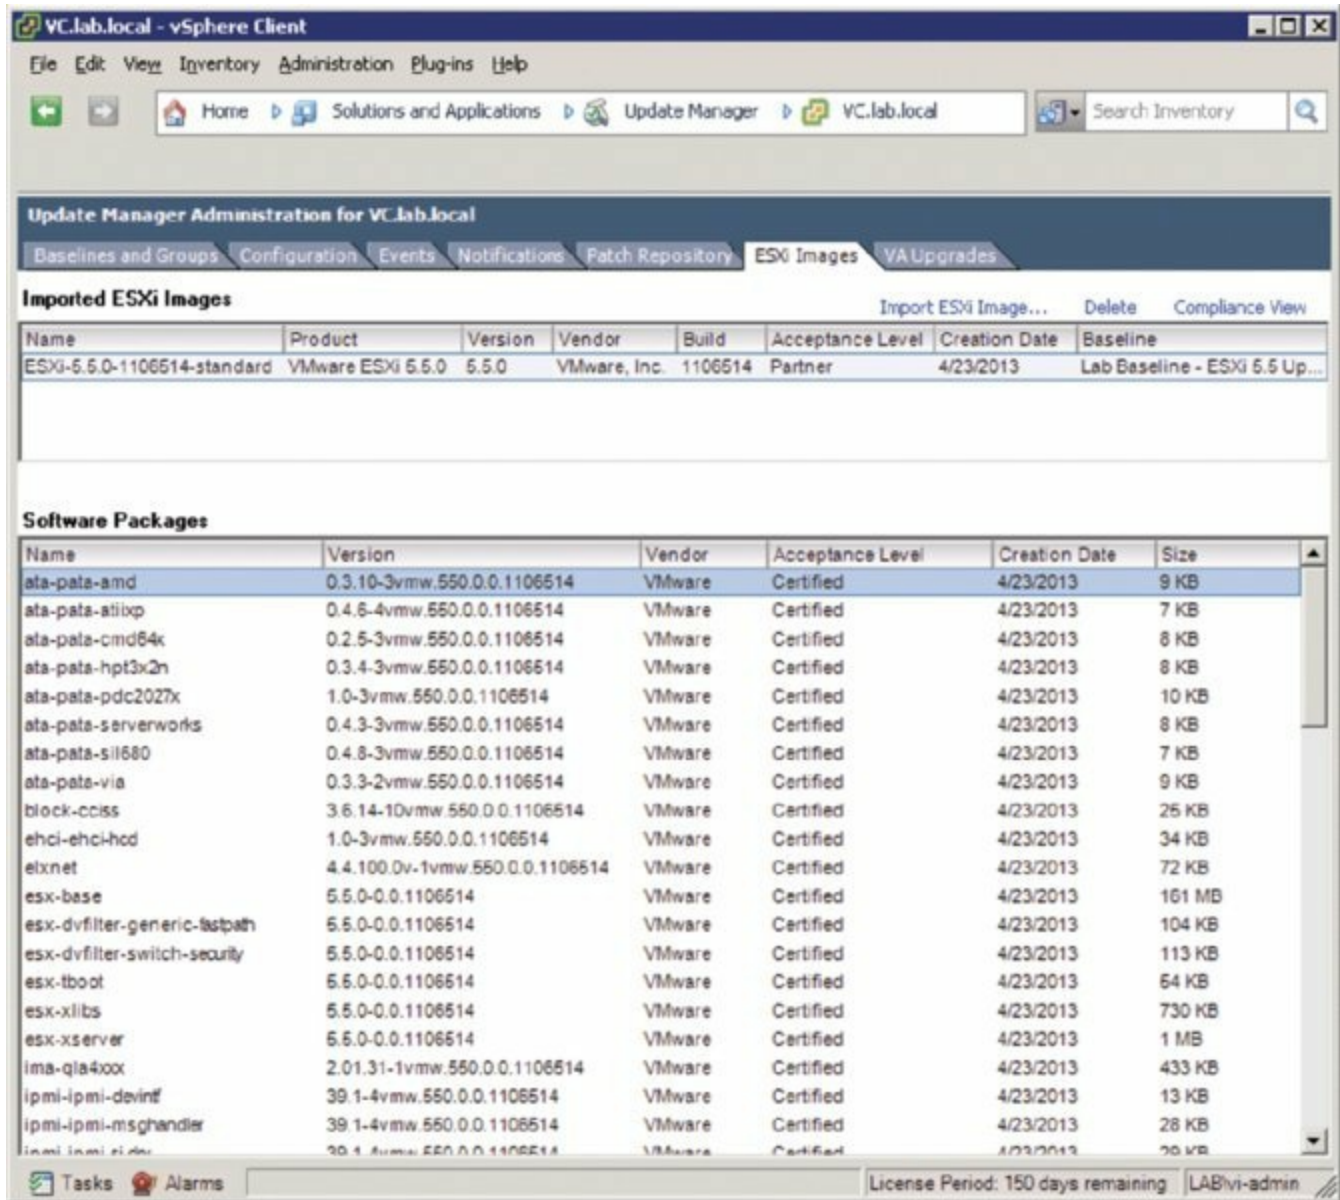 VC.lab.local - vSphere Client
File Edit View Inventory Administration Plug-ins Help
Home Solutions and Applications Update Manager VC.lab.local Search Inventory
Update Manager Administration for VC.lab.local
Baselines and Groups Configuration Events Notifications Patch Repository ESXi Images VA Upgrades
Imported ESXi Images
Import ESXi Image... Delete Compliance View
Name Product Version Vendor Build Acceptance Level Creation Date Baseline
ESXi-5.5.0-1106514-standard VMware ESXi 5.5.0 5.5.0 VMware, Inc. 1106514 Partner 4/23/2013 Lab Baseline - ESXi 5.5 Up...
Software Packages
Name Version Vendor Acceptance Level Creation Date Size
ata-pata-amd 0.3.10-3vmw.550.0.0.1106514 VMware Certified 4/23/2013 9 KB
ata-pata-atiixp 0.4.6-4vmw.550.0.0.1106514 VMware Certified 4/23/2013 7 KB
ata-pata-cmd64x 0.2.5-3vmw.550.0.0.1106514 VMware Certified 4/23/2013 8 KB
ata-pata-hpt3x2n 0.3.4-3vmw.550.0.0.1106514 VMware Certified 4/23/2013 8 KB
ata-pata-pdc2027x 1.0-3vmw.550.0.0.1106514 VMware Certified 4/23/2013 10 KB
ata-pata-serverworks 0.4.3-3vmw.550.0.0.1106514 VMware Certified 4/23/2013 8 KB
ata-pata-sil680 0.4.8-3vmw.550.0.0.1106514 VMware Certified 4/23/2013 7 KB
ata-pata-via 0.3.3-2vmw.550.0.0.1106514 VMware Certified 4/23/2013 9 KB
block-cciss 3.6.14-10vmw.550.0.0.1106514 VMware Certified 4/23/2013 25 KB
ehci-ehci-hcd 1.0-3vmw.550.0.0.1106514 VMware Certified 4/23/2013 34 KB
elxnet 4.4.100.0v-1vmw.550.0.0.1106514 VMware Certified 4/23/2013 72 KB
esx-base 5.5.0-0.0.1106514 VMware Certified 4/23/2013 161 MB
esx-dvfilter-generic-fastpath 5.5.0-0.0.1106514 VMware Certified 4/23/2013 104 KB
esx-dvfilter-switch-security 5.5.0-0.0.1106514 VMware Certified 4/23/2013 113 KB
esx-tboot 5.5.0-0.0.1106514 VMware Certified 4/23/2013 54 KB
esx-xlibs 5.5.0-0.0.1106514 VMware Certified 4/23/2013 730 KB
esx-xserver 5.5.0-0.0.1106514 VMware Certified 4/23/2013 1 MB
ima-qla4xxx 2.01.31-1vmw.550.0.0.1106514 VMware Certified 4/23/2013 433 KB
ipmi-ipmi-devintf 39.1-4vmw.550.0.0.1106514 VMware Certified 4/23/2013 13 KB
ipmi-ipmi-msghandler 39.1-4vmw.550.0.0.1106514 VMware Certified 4/23/2013 28 KB
ipmi-ipmi-si-drv 39.1-4vmw.550.0.0.1106514 VMware Certified 4/23/2013 29 KB
Tasks Alarms License Period: 150 days remaining LAB\vi-admin